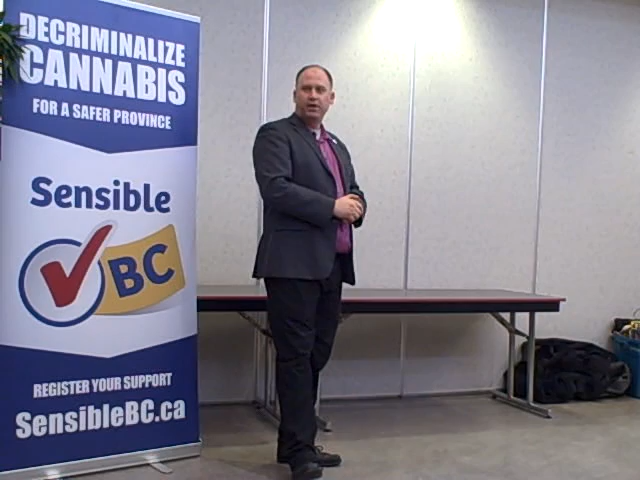 DECRIMINALIZE
CANNABIS
FOR A SAFER PROVINCE
Sensible
BC
REGISTER YOUR SUPPORT
SensibleBC.ca